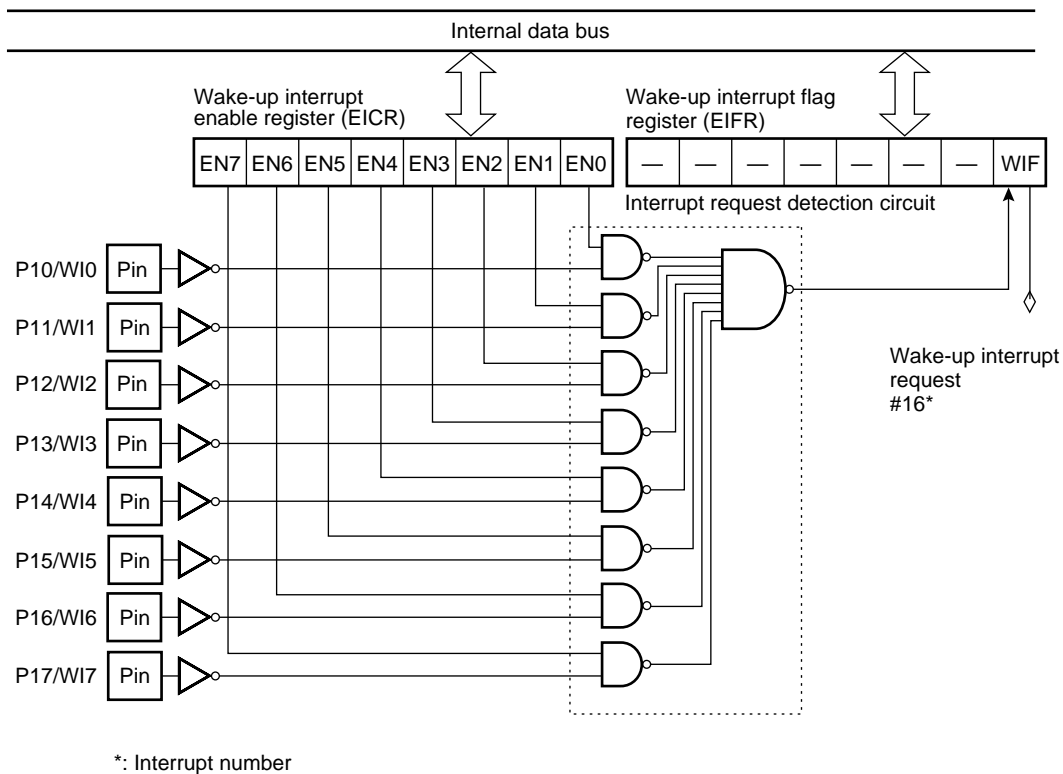 Internal data bus
Wake-up interrupt
enable register (EICR)
Wake-up interrupt flag
register (EIFR)
EN7 EN6 EN5 EN4 EN3 EN2 EN1 EN0
— — — — — — — WIF
Interrupt request detection circuit
P10/WI0 Pin
P11/WI1 Pin
P12/WI2 Pin
P13/WI3 Pin
P14/WI4 Pin
P15/WI5 Pin
P16/WI6 Pin
P17/WI7 Pin
Wake-up interrupt
request
#16*
*: Interrupt number